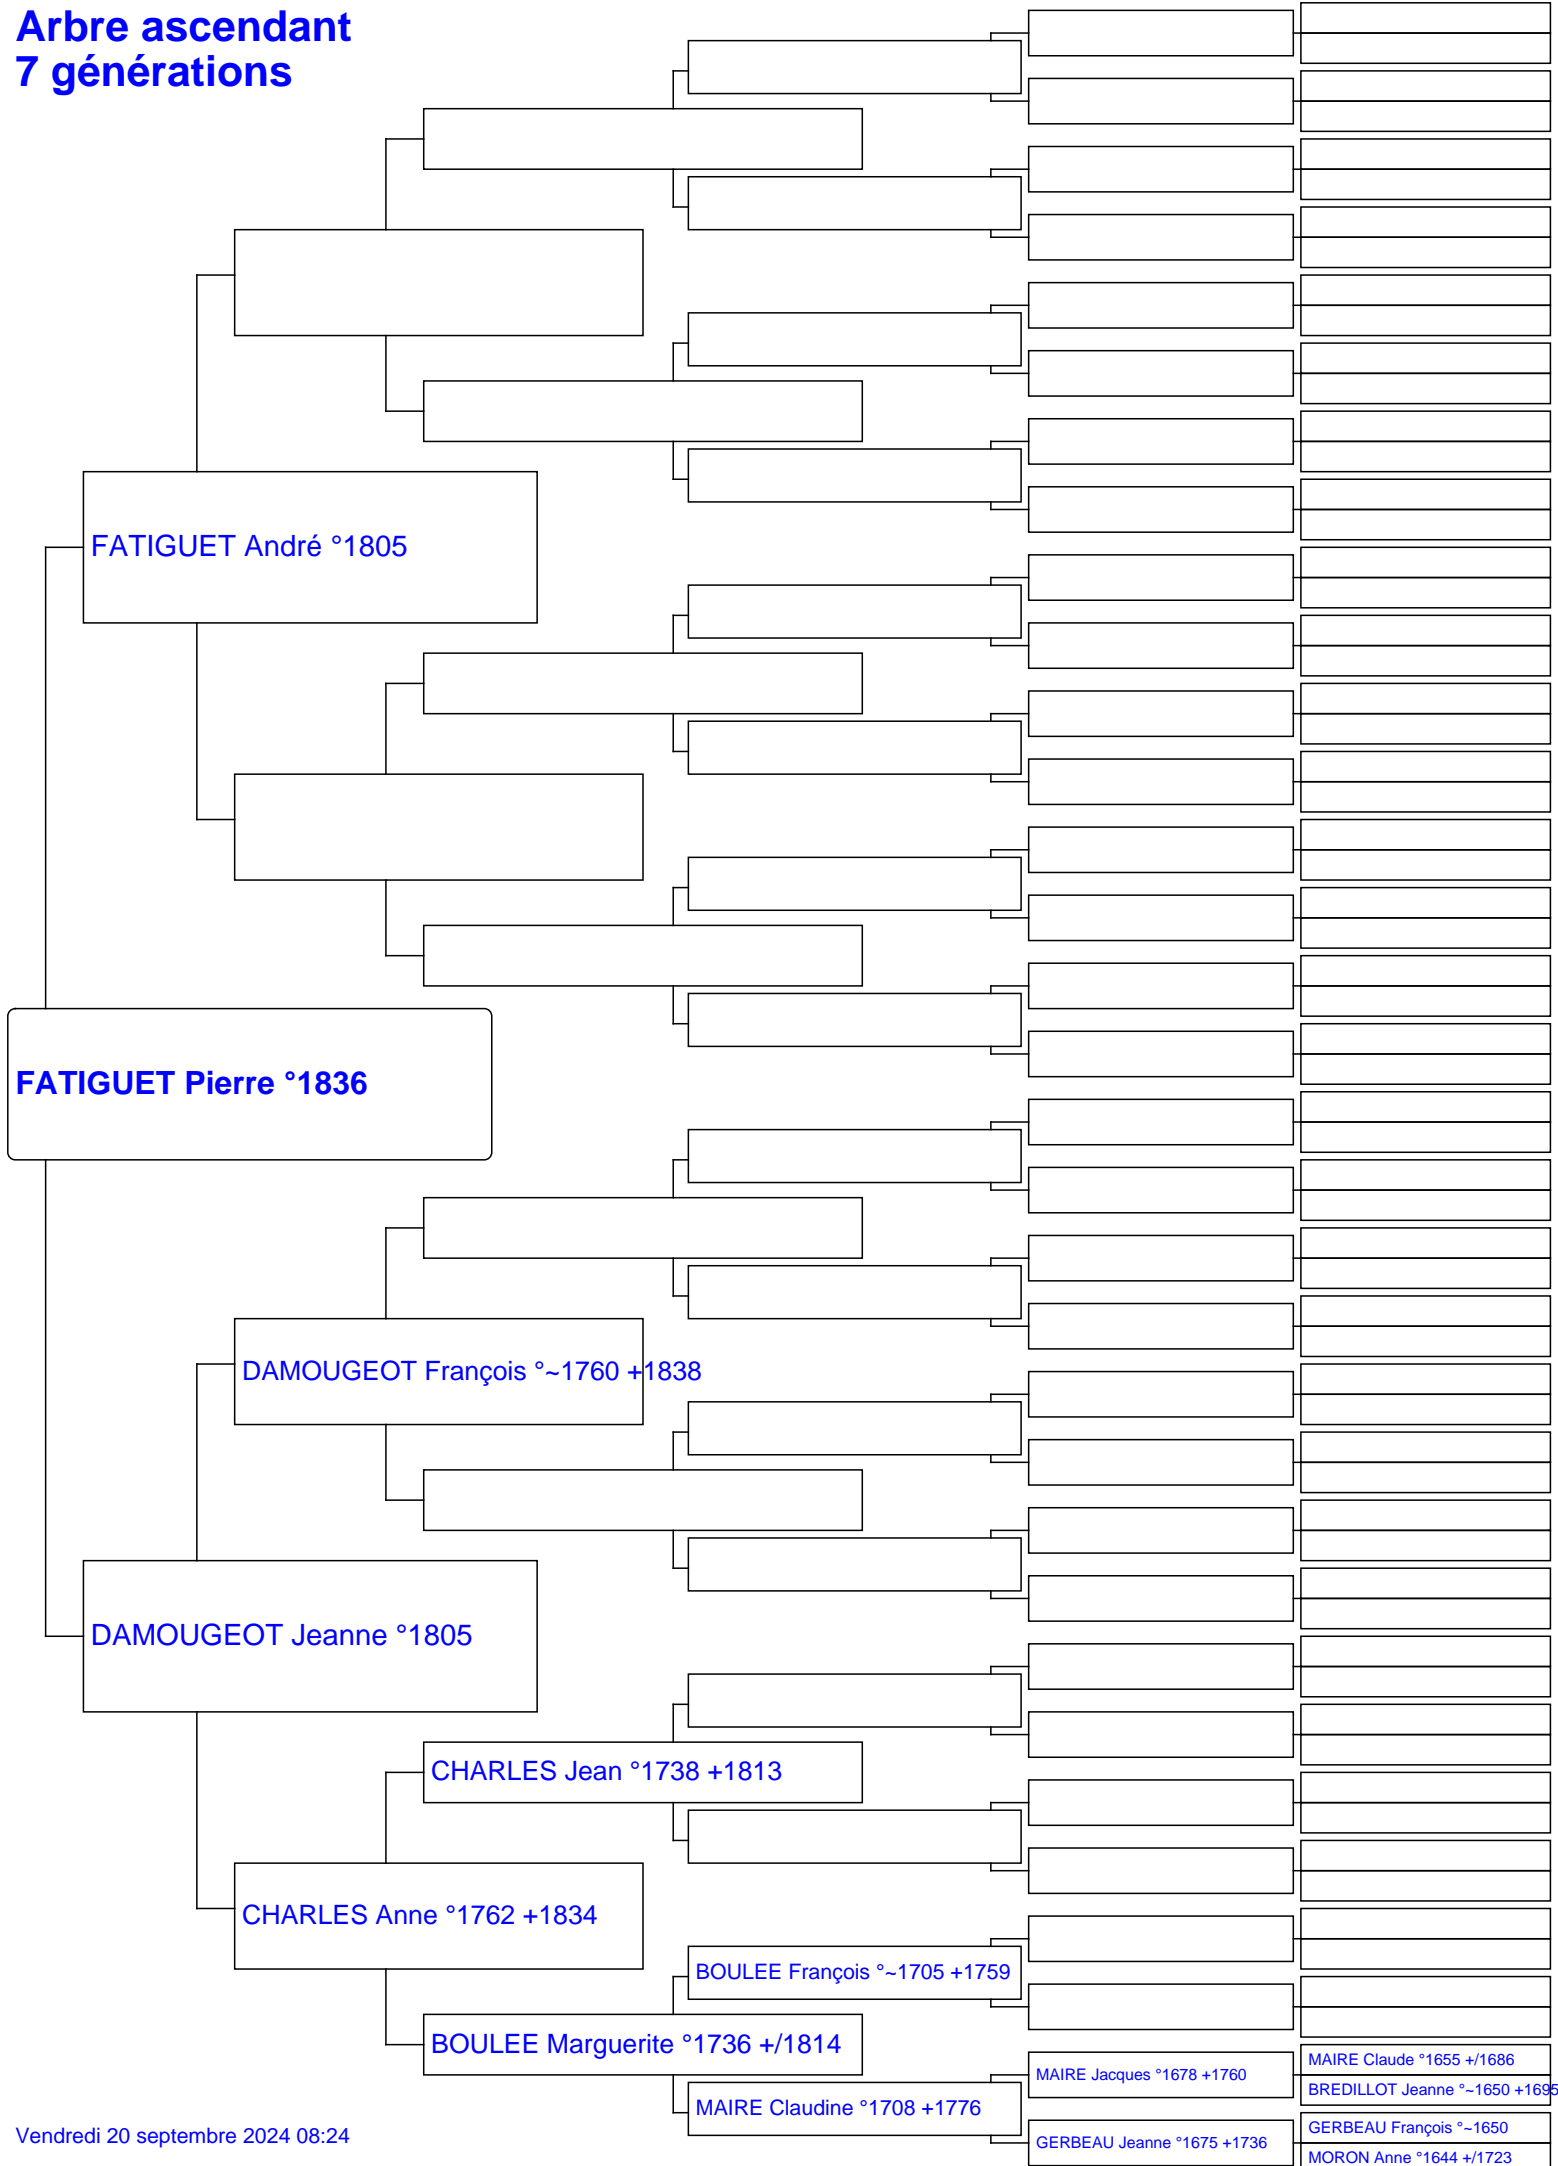 Arbre ascendant
7 générations
FATIGUET André °1805
FATIGUET Pierre °1836
DAMOUGEOT François °~1760 +1838
DAMOUGEOT Jeanne °1805
CHARLES Jean °1738 +1813
CHARLES Anne °1762 +1834
BOULEE François °~1705 +1759
BOULEE Marguerite °1736 +/1814
MAIRE Claude °1655 +/1686
MAIRE Jacques °1678 +1760
BREDILLOT Jeanne °~1650 +1695
MAIRE Claudine °1708 +1776
GERBEAU François °~1650
GERBEAU Jeanne °1675 +1736
MORON Anne °1644 +/1723
Vendredi 20 septembre 2024 08:24